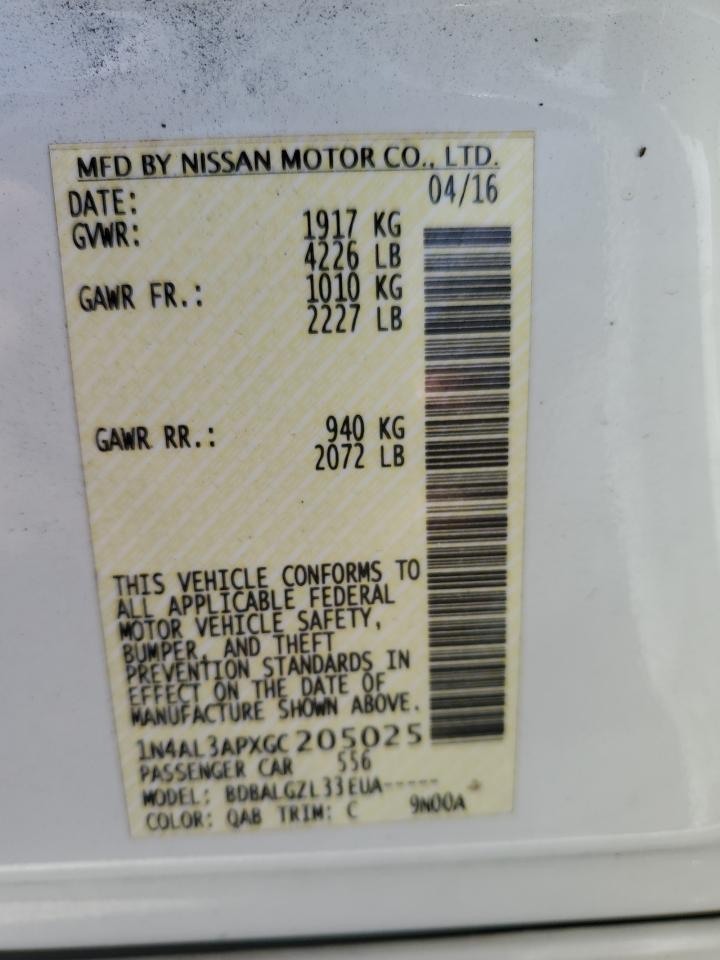 MFD BY NISSAN MOTOR CO., LTD.
DATE: 04/16
GVWR: 1917 KG
4226 LB
GAWR FR.: 1010 KG
2227 LB
GAWR RR.: 940 KG
2072 LB
THIS VEHICLE CONFORMS TO
ALL APPLICABLE FEDERAL
MOTOR VEHICLE SAFETY,
BUMPER, AND THEFT
PREVENTION STANDARDS IN
EFFECT ON THE DATE OF
MANUFACTURE SHOWN ABOVE.
1N4AL3APXGC205025
PASSENGER CAR 556
MODEL: BDBALGZL33EUA-----
COLOR: QAB TRIM: C 9N00A